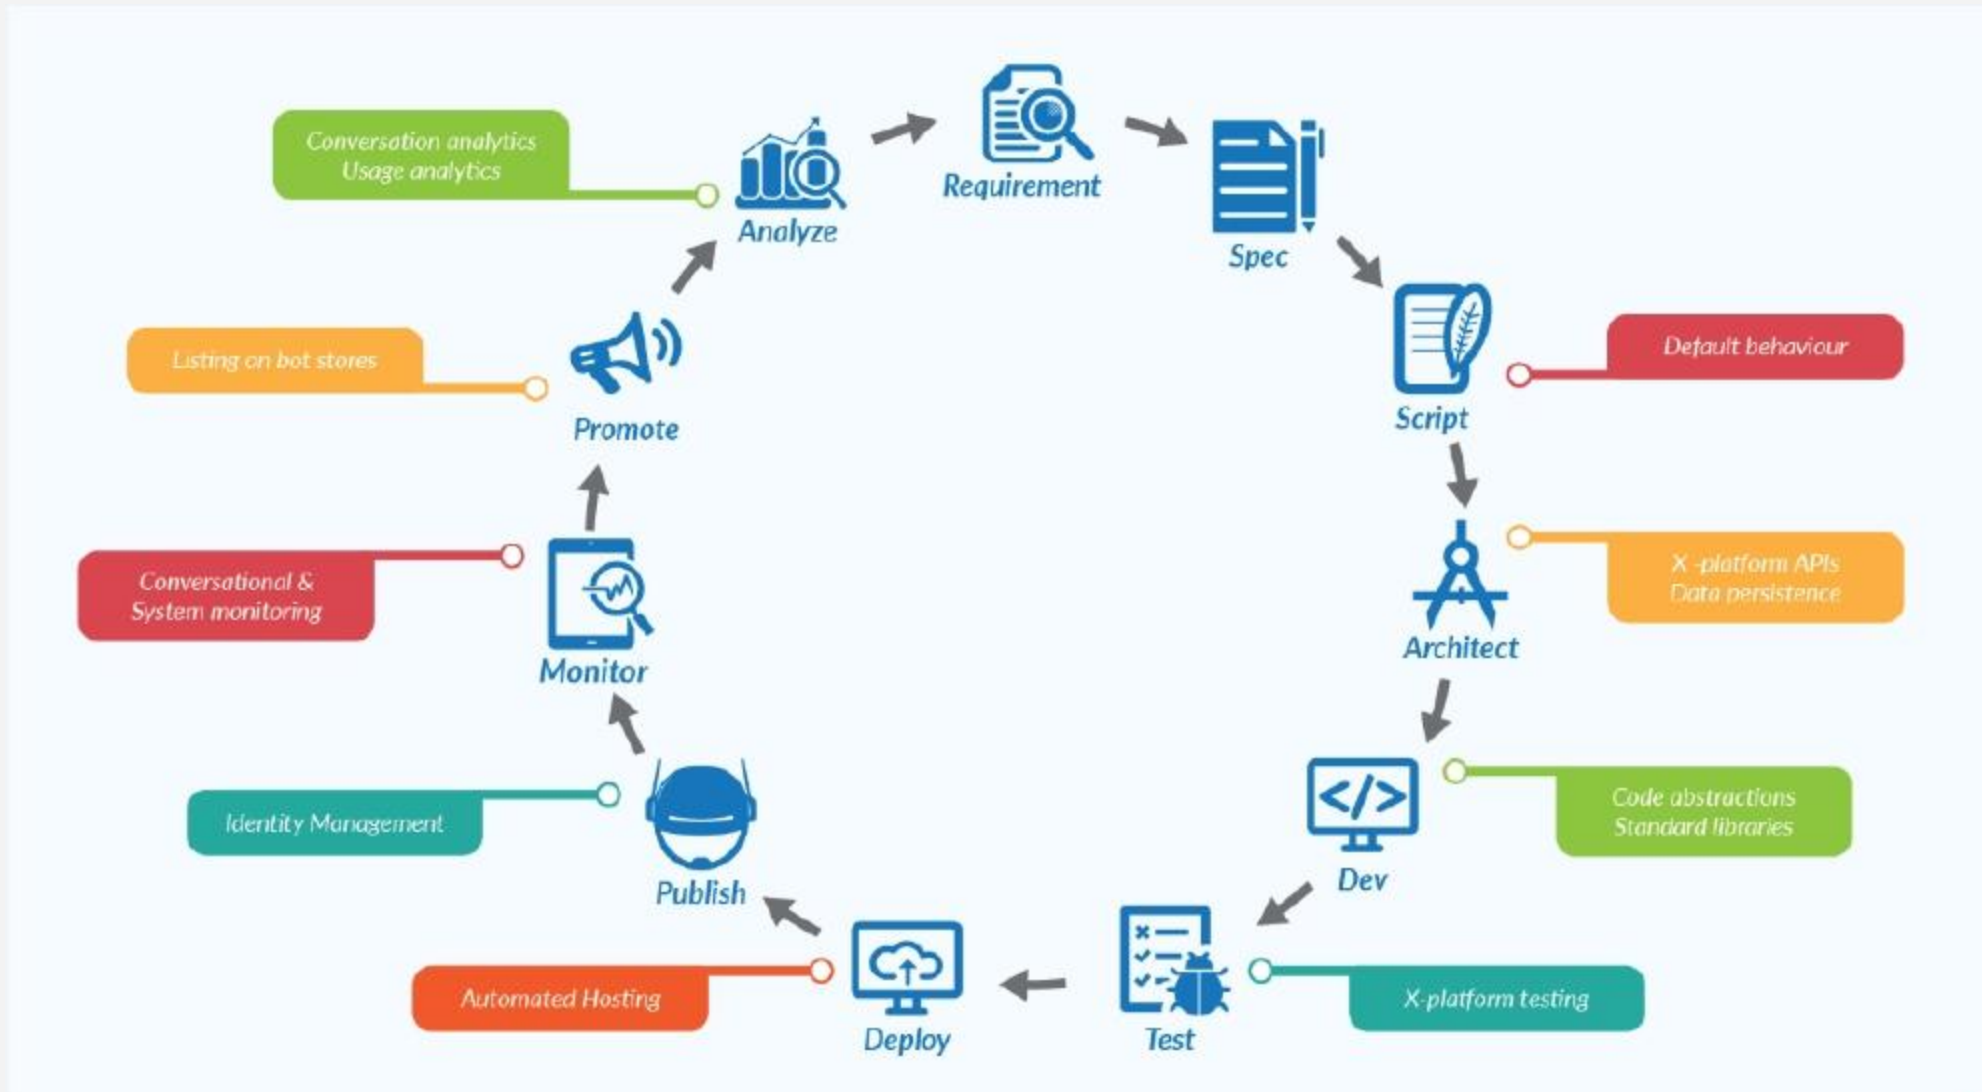 Requirement
Conversation analytics
Usage analytics
Analyze
Spec
Script
Default behaviour
Listing on bot stores
Promote
Architect
X -platform APIs
Data persistence
Conversational &
System monitoring
Monitor
Dev
Code abstractions
Standard libraries
Identity Management
Publish
Test
X-platform testing
Automated Hosting
Deploy